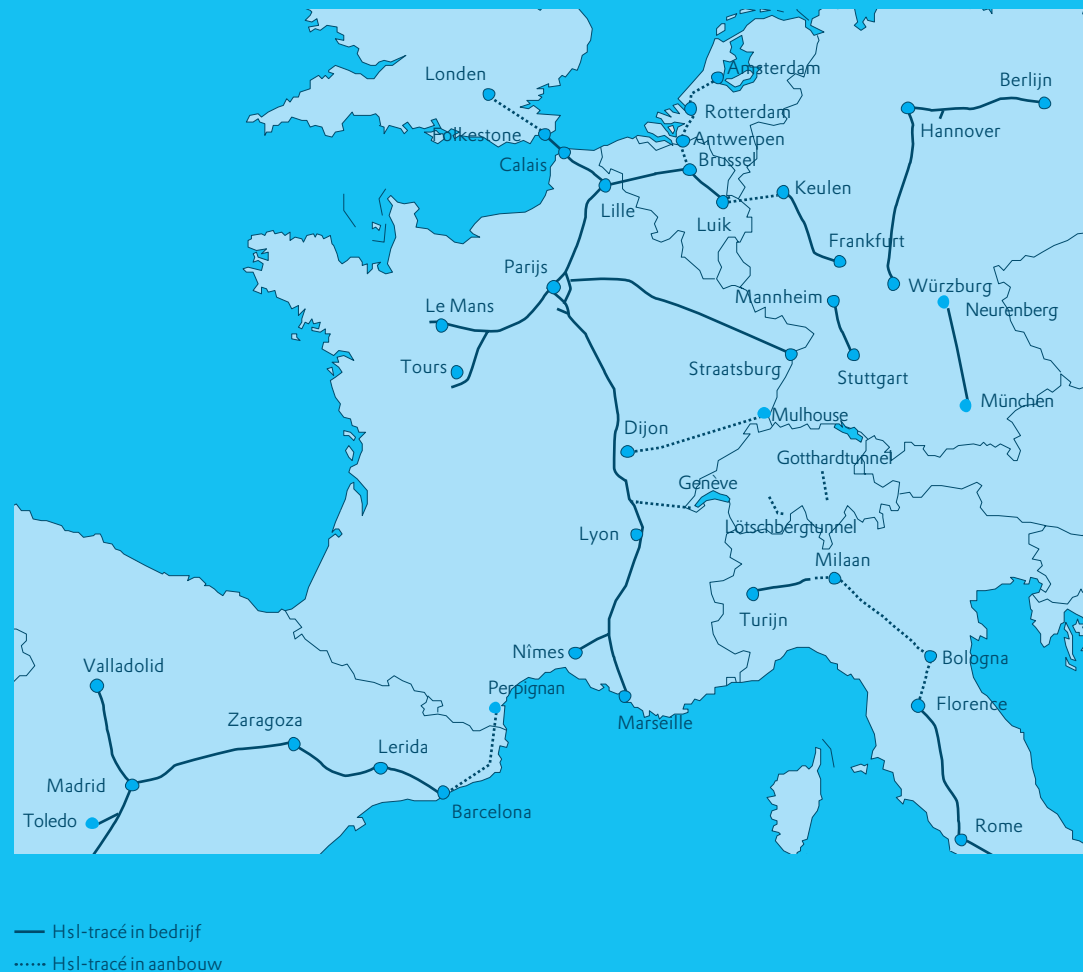 Amsterdam
Londen
Berlijn
Rotterdam
Hannover
Folkestone
Antwerpen
Calais
Brussel
Keulen
Lille
Luik
Frankfurt
Parijs
Würzburg
Mannheim
Le Mans
Neurenberg
Tours
Straatsburg
Stuttgart
München
Mulhouse
Dijon
Gotthardtunnel
Genève
Lötschbergtunnel
Lyon
Milaan
Turijn
Nîmes
Bologna
Valladolid
Perpignan
Florence
Zaragoza
Marseille
Lerida
Madrid
Barcelona
Toledo
Rome
Hsl-tracé in bedrijf
Hsl-tracé in aanbouw